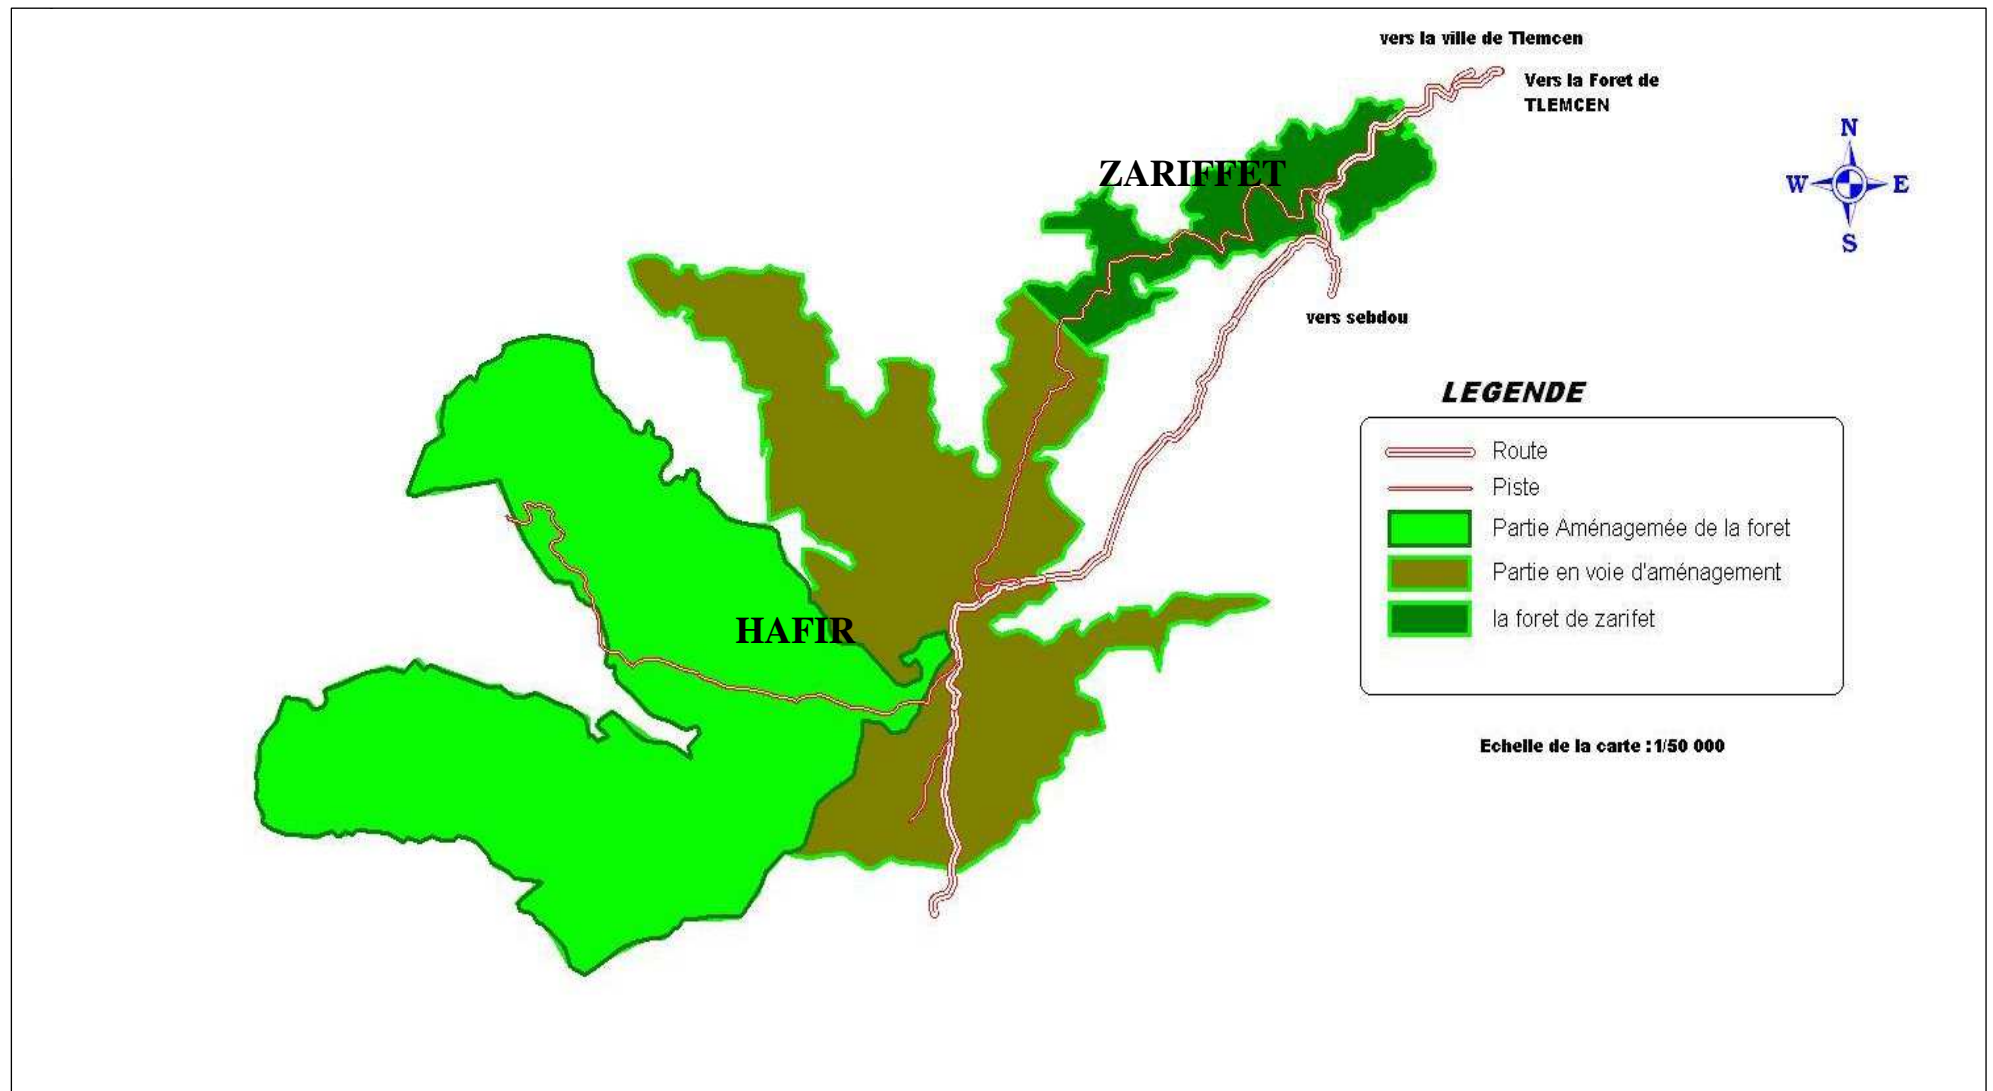 vers la ville de Tlemcen
Vers la Foret de
TLEMCEN
N
W
E
S
ZARIFFET
vers sebdou
LEGENDE
Route
Piste
Partie Aménagemée de la foret
Partie en voie d'aménagement
la foret de zarifet
HAFIR
Echelle de la carte : 1/50 000